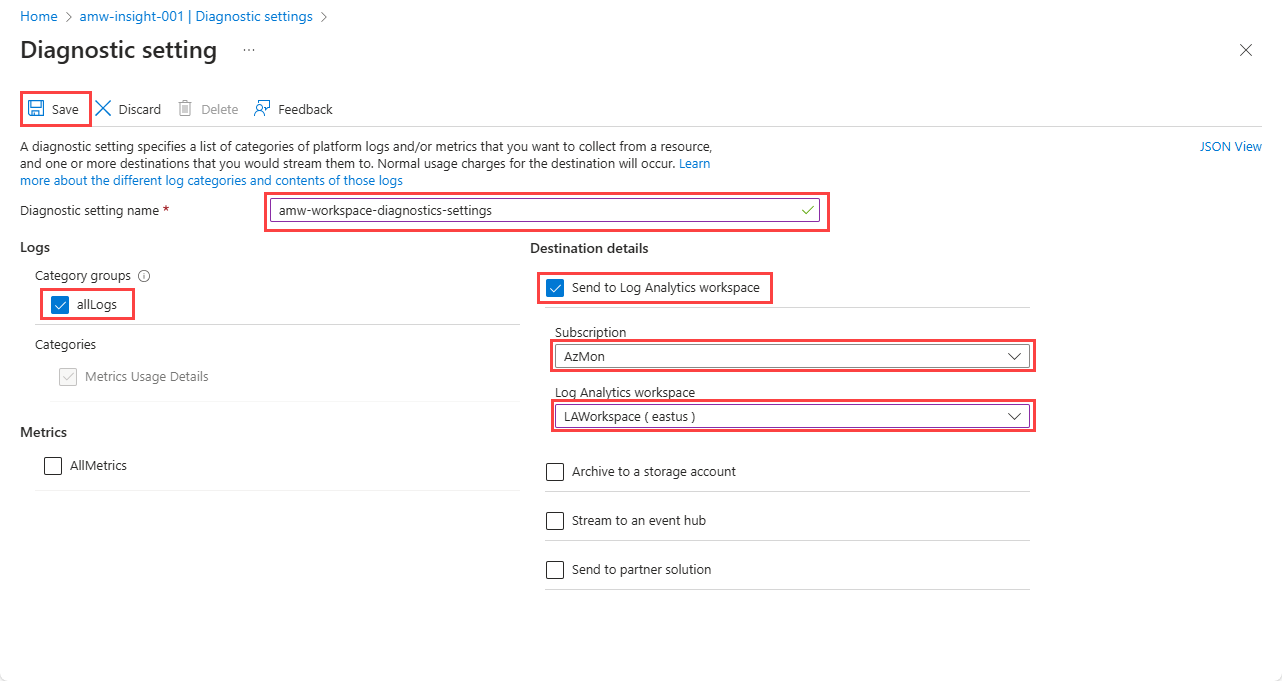 Home > amw-insight-001 | Diagnostic settings >
Diagnostic setting ...
Save Discard Delete Feedback
A diagnostic setting specifies a list of categories of platform logs and/or metrics that you want to collect from a resource,
and one or more destinations that you would stream them to. Normal usage charges for the destination will occur. Learn
more about the different log categories and contents of those logs
JSON View
Diagnostic setting name *
amw-workspace-diagnostics-settings
Logs
Category groups
allLogs
Categories
Metrics Usage Details
Metrics
AllMetrics
Destination details
Send to Log Analytics workspace
Subscription
AzMon
Log Analytics workspace
LAWorkspace ( eastus )
Archive to a storage account
Stream to an event hub
Send to partner solution